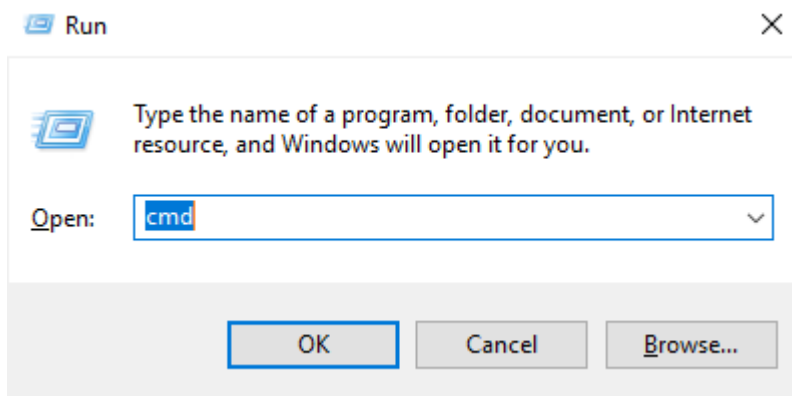 Run
Type the name of a program, folder, document, or Internet
resource, and Windows will open it for you.
Open: cmd
OK Cancel Browse...